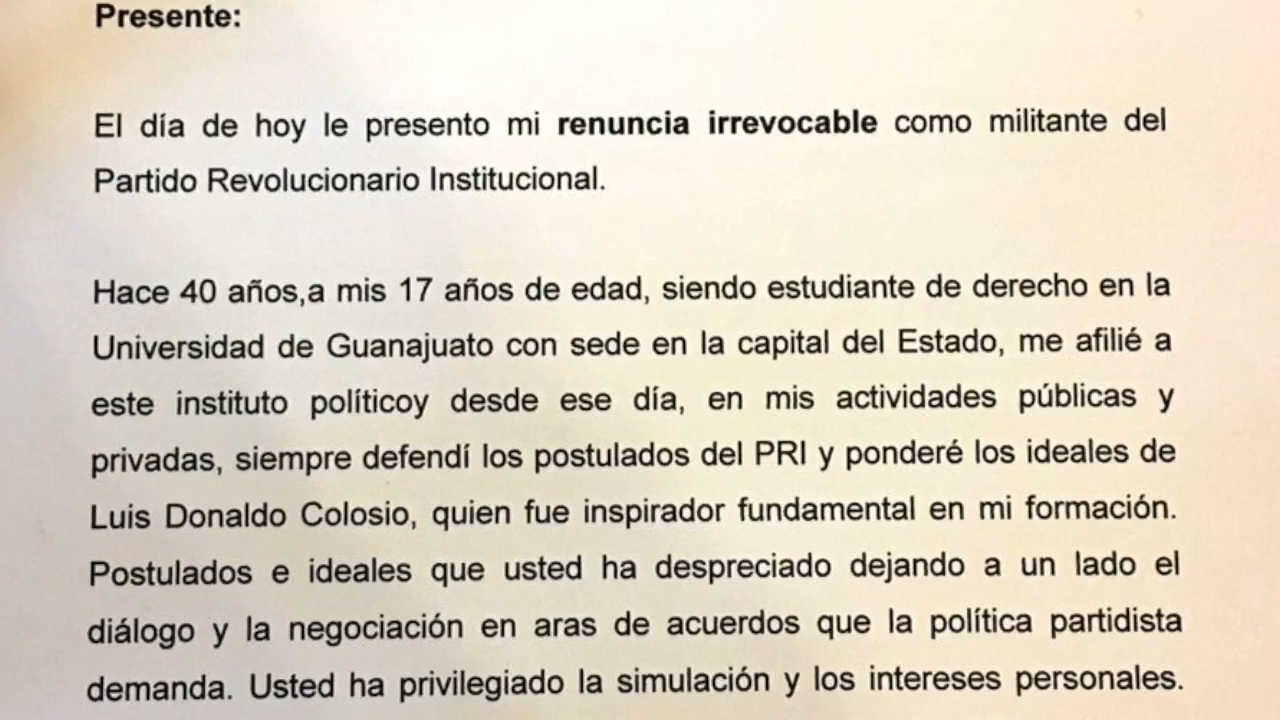 Presente:
El día de hoy le presento mi renuncia irrevocable como militante del
Partido Revolucionario Institucional.
Hace 40 años,a mis 17 años de edad, siendo estudiante de derecho en la
Universidad de Guanajuato con sede en la capital del Estado, me afilié a
este instituto políticoy desde ese día, en mis actividades públicas y
privadas, siempre defendí los postulados del PRI y ponderé los ideales de
Luis Donaldo Colosio, quien fue inspirador fundamental en mi formación.
Postulados e ideales que usted ha despreciado dejando a un lado el
diálogo y la negociación en aras de acuerdos que la política partidista
demanda. Usted ha privilegiado la simulación y los intereses personales.